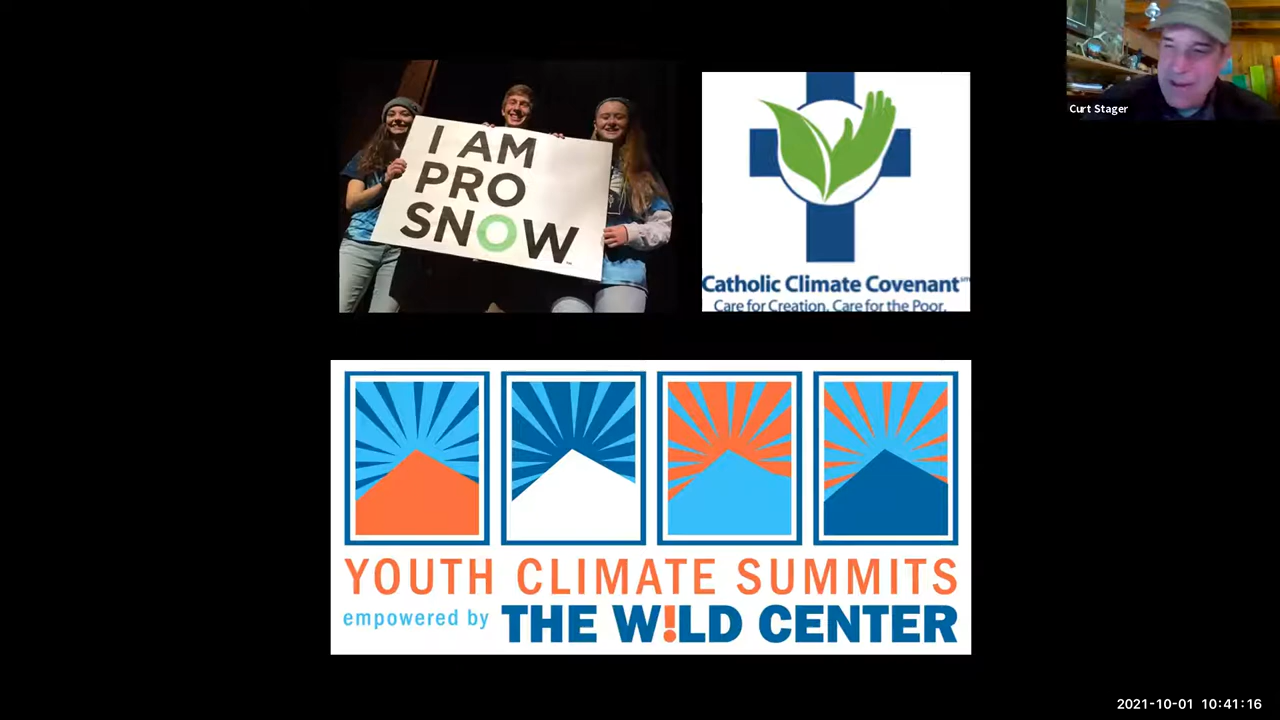 I AM
PRO
SNOW
Catholic Climate Covenant℠
Care for Creation. Care for the Poor.
Curt Stager
YOUTH CLIMATE SUMMITS
empowered by THE W!LD CENTER
2021-10-01 10:41:16